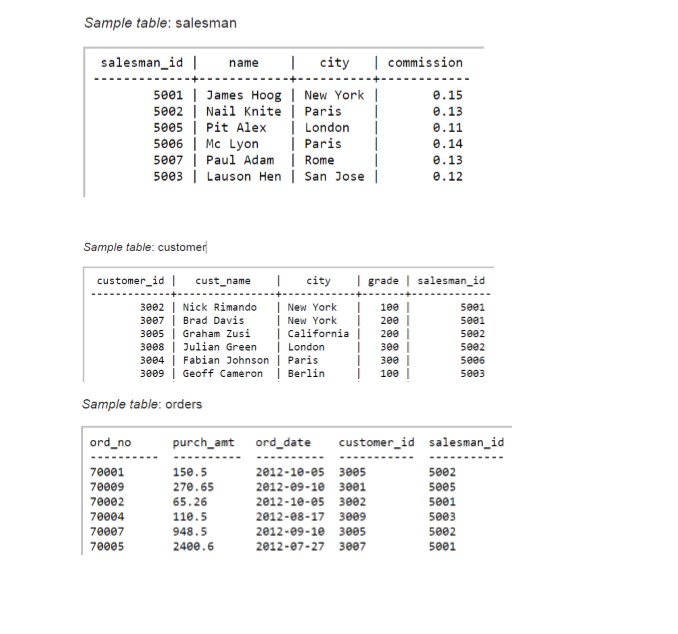 Sample table: salesman
salesman_id | name | city | commission
-------------+------------+----------+------------
5001 | James Hoog | New York | 0.15
5002 | Nail Knite | Paris | 0.13
5005 | Pit Alex | London | 0.11
5006 | Mc Lyon | Paris | 0.14
5007 | Paul Adam | Rome | 0.13
5003 | Lauson Hen | San Jose | 0.12
Sample table: customer
customer_id | cust_name | city | grade | salesman_id
-------------+----------------+------------+-------+-------------
3002 | Nick Rimando | New York | 100 | 5001
3007 | Brad Davis | New York | 200 | 5001
3005 | Graham Zusi | California | 200 | 5002
3008 | Julian Green | London | 300 | 5002
3004 | Fabian Johnson | Paris | 300 | 5006
3009 | Geoff Cameron | Berlin | 100 | 5003
Sample table: orders
ord_no purch_amt ord_date customer_id salesman_id
---------- ---------- ---------- ----------- -----------
70001 150.5 2012-10-05 3005 5002
70009 270.65 2012-09-10 3001 5005
70002 65.26 2012-10-05 3002 5001
70004 110.5 2012-08-17 3009 5003
70007 948.5 2012-09-10 3005 5002
70005 2400.6 2012-07-27 3007 5001